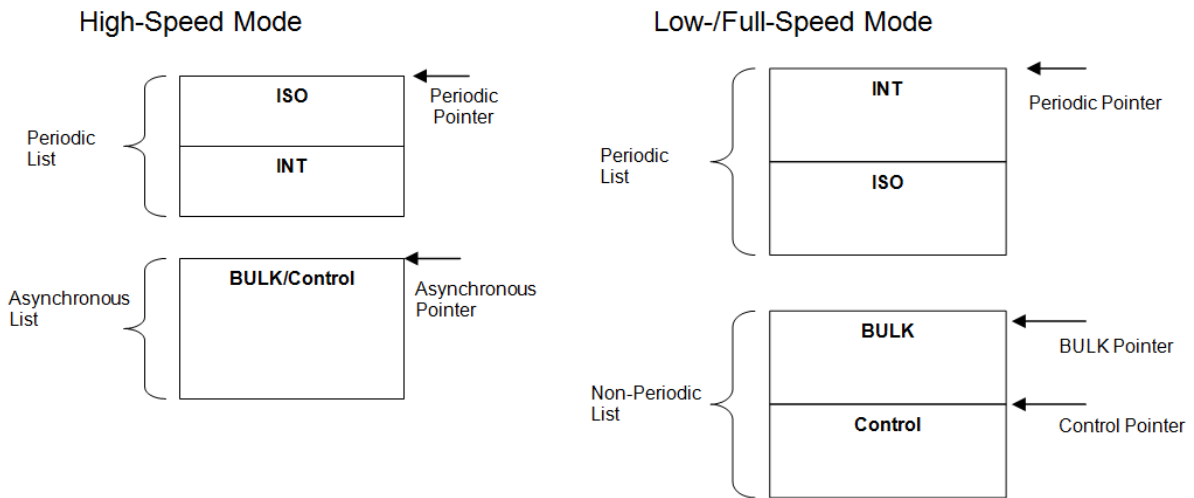 High-Speed Mode
ISO
Periodic
Pointer
Periodic
List
INT
BULK/Control
Asynchronous
Pointer
Asynchronous
List
Low-/Full-Speed Mode
INT
Periodic Pointer
Periodic
List
ISO
BULK
BULK Pointer
Non-Periodic
List
Control
Control Pointer